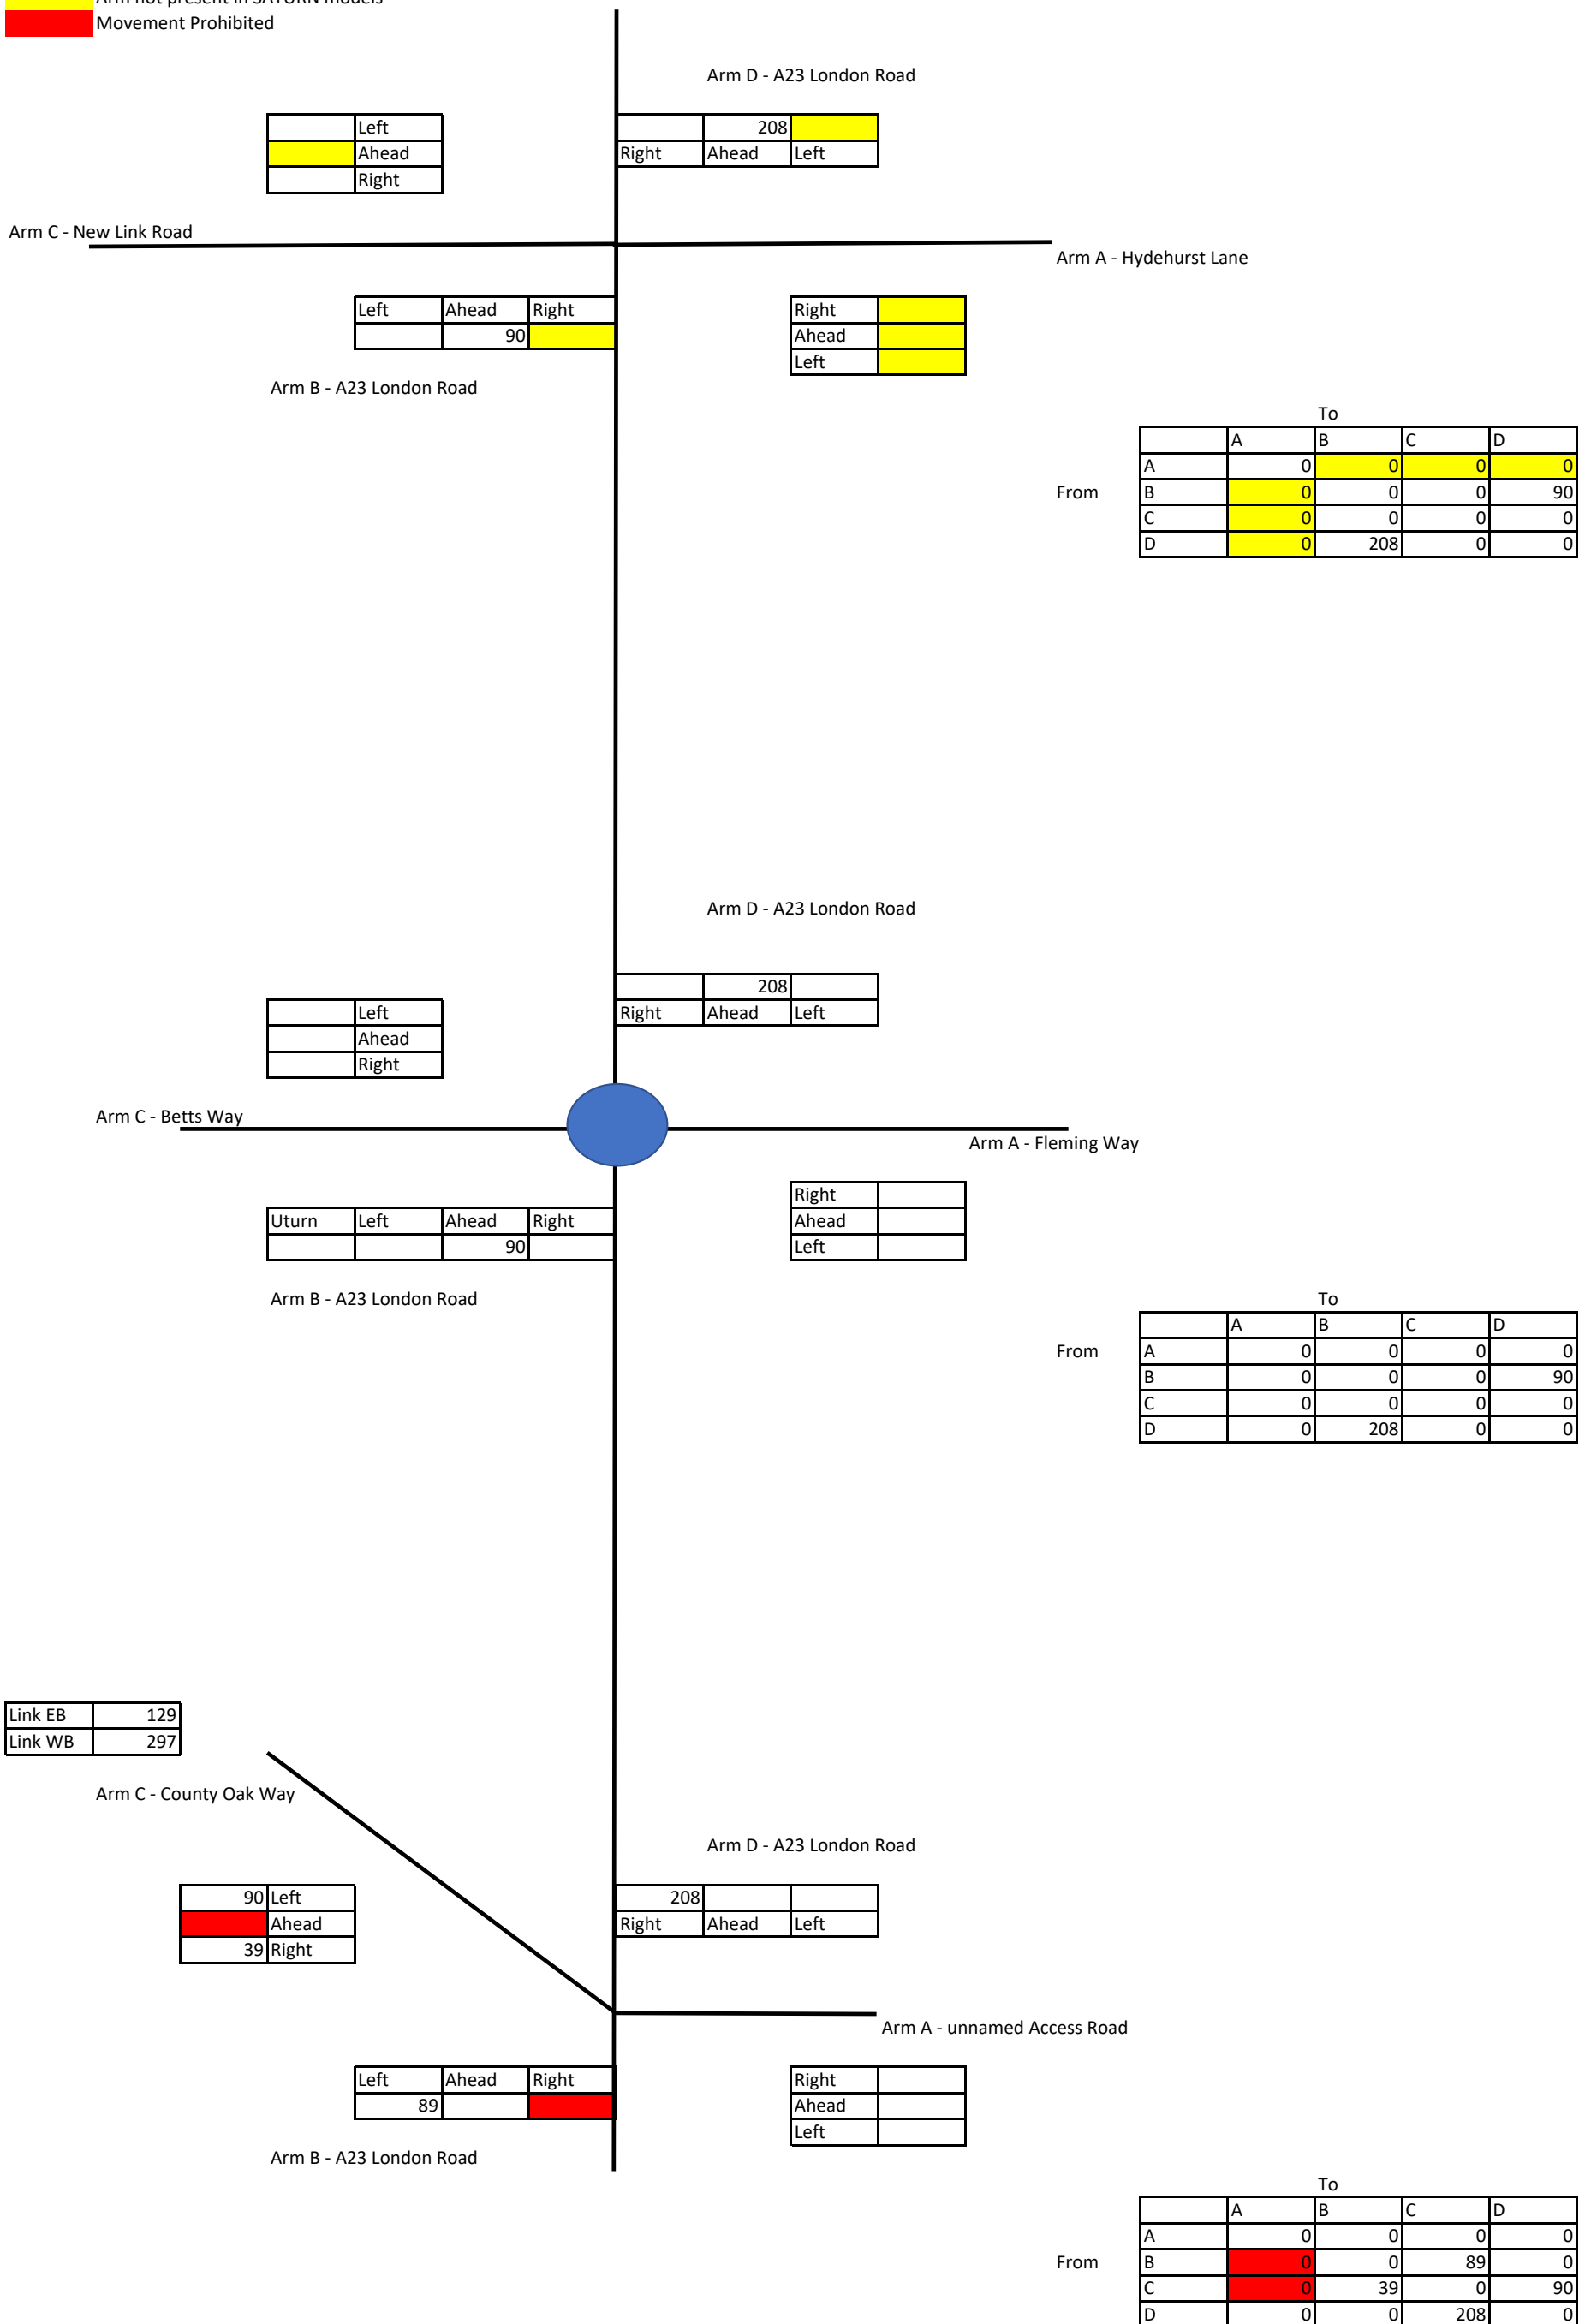 Arm not present in SATURN models
Movement Prohibited
Arm D - A23 London Road
Left
Ahead
Right
208
Right Ahead Left
Arm C - New Link Road
Arm A - Hydehurst Lane
Left Ahead Right
90
Right
Ahead
Left
Arm B - A23 London Road
To
A B C D
A 0 0 0 0
From B 0 0 0 90
C 0 0 0 0
D 0 208 0 0
Arm D - A23 London Road
208
Right Ahead Left
Left
Ahead
Right
Arm C - Betts Way
Arm A - Fleming Way
Uturn Left Ahead Right
90
Right
Ahead
Left
Arm B - A23 London Road
To
A B C D
From A 0 0 0 0
B 0 0 0 90
C 0 0 0 0
D 0 208 0 0
Link EB 129
Link WB 297
Arm C - County Oak Way
Arm D - A23 London Road
90 Left
Ahead
39 Right
208
Right Ahead Left
Arm A - unnamed Access Road
Left Ahead Right
89
Right
Ahead
Left
Arm B - A23 London Road
To
A B C D
A 0 0 0 0
From B 0 0 89 0
C 0 39 0 90
D 0 0 208 0